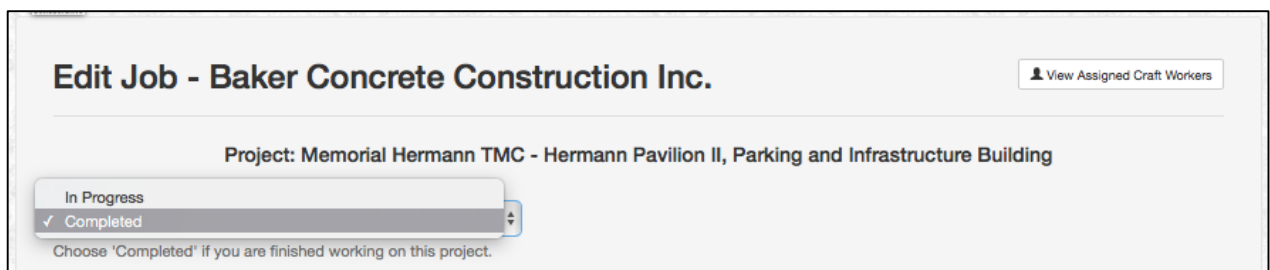 Edit Job - Baker Concrete Construction Inc.
View Assigned Craft Workers
Project: Memorial Hermann TMC - Hermann Pavilion II, Parking and Infrastructure Building
In Progress
✓ Completed
Choose 'Completed' if you are finished working on this project.